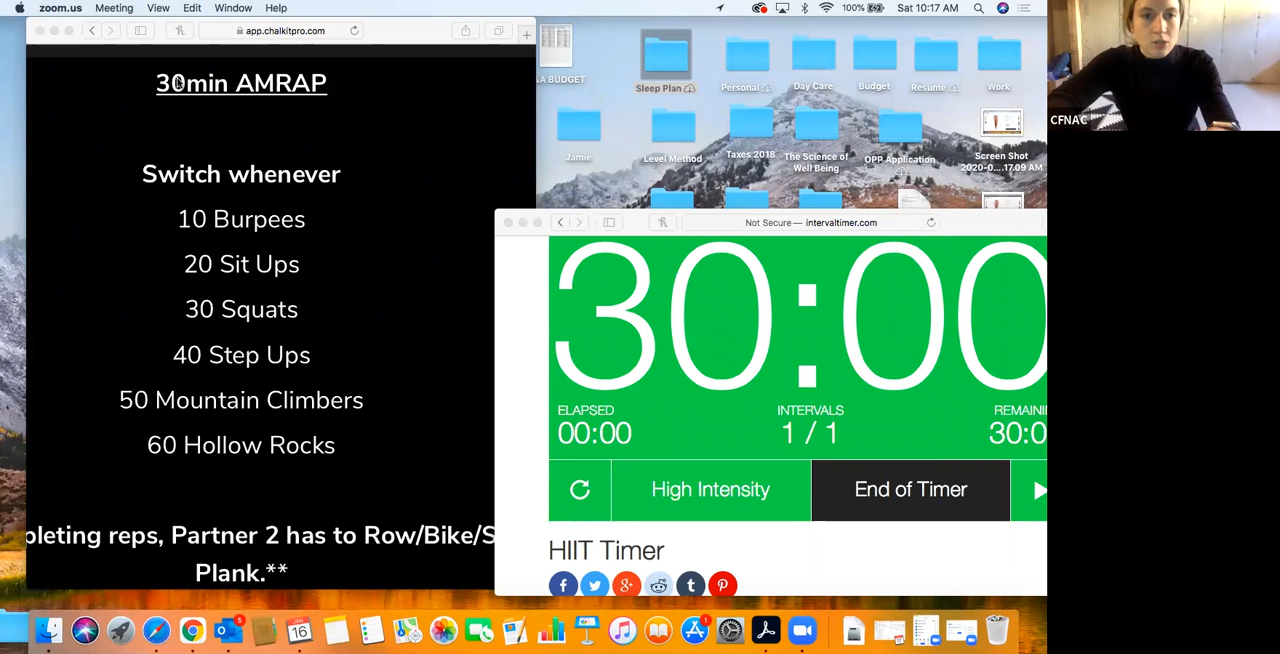 zoom.us Meeting View Edit Window Help
100% Sat 10:17 AM
app.chalkitpro.com
30min AMRAP
Switch whenever
10 Burpees
20 Sit Ups
30 Squats
40 Step Ups
50 Mountain Climbers
60 Hollow Rocks
pleting reps, Partner 2 has to Row/Bike/S
Plank.**
A BUDGET
Sleep Plan
Personal
Day Care
Budget
Resume
Work
Jamie
Level Method
Taxes 2018
The Science of
Well Being
OPP Application
Screen Shot
2020-0....17.09 AM
Not Secure — intervaltimer.com
30:00
ELAPSED
00:00
INTERVALS
1 / 1
REMAINI
30:0
High Intensity
End of Timer
HIIT Timer
CFNAC
16